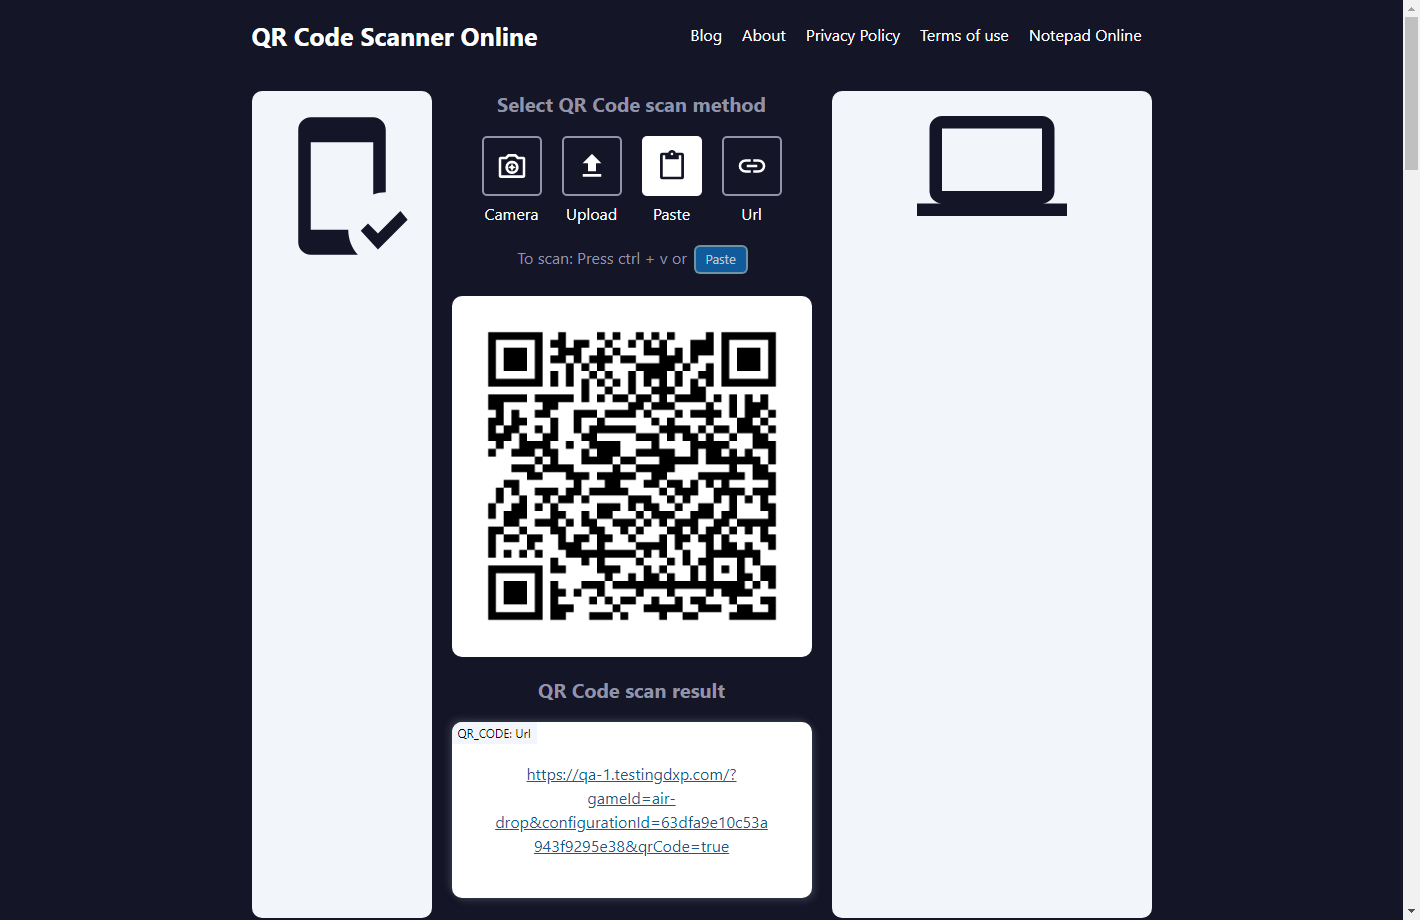 QR Code Scanner Online
Blog About Privacy Policy Terms of use Notepad Online
Select QR Code scan method
Camera Upload Paste Url
To scan: Press ctrl + v or Paste
QR Code scan result
QR_CODE: Url
https://qa-1.testingdxp.com/?
gameId=air-
drop&configurationId=63dfa9e10c53a
943f9295e38&qrCode=true